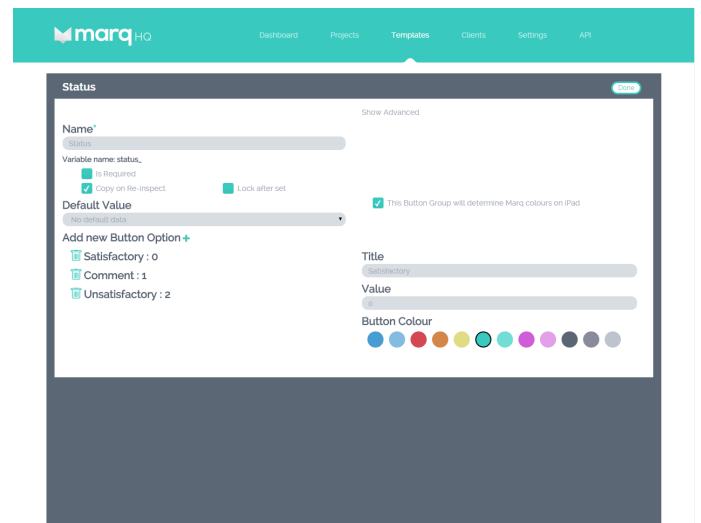 marq HQ
Dashboard Projects Templates Clients Settings API
Status Done
Show Advanced
Name*
Status
Variable name: status_
Is Required
Copy on Re-inspect Lock after set
This Button Group will determine Marq colours on iPad
Default Value
No default data
Add new Button Option +
Satisfactory : 0
Comment : 1
Unsatisfactory : 2
Title
Satisfactory
Value
0
Button Colour